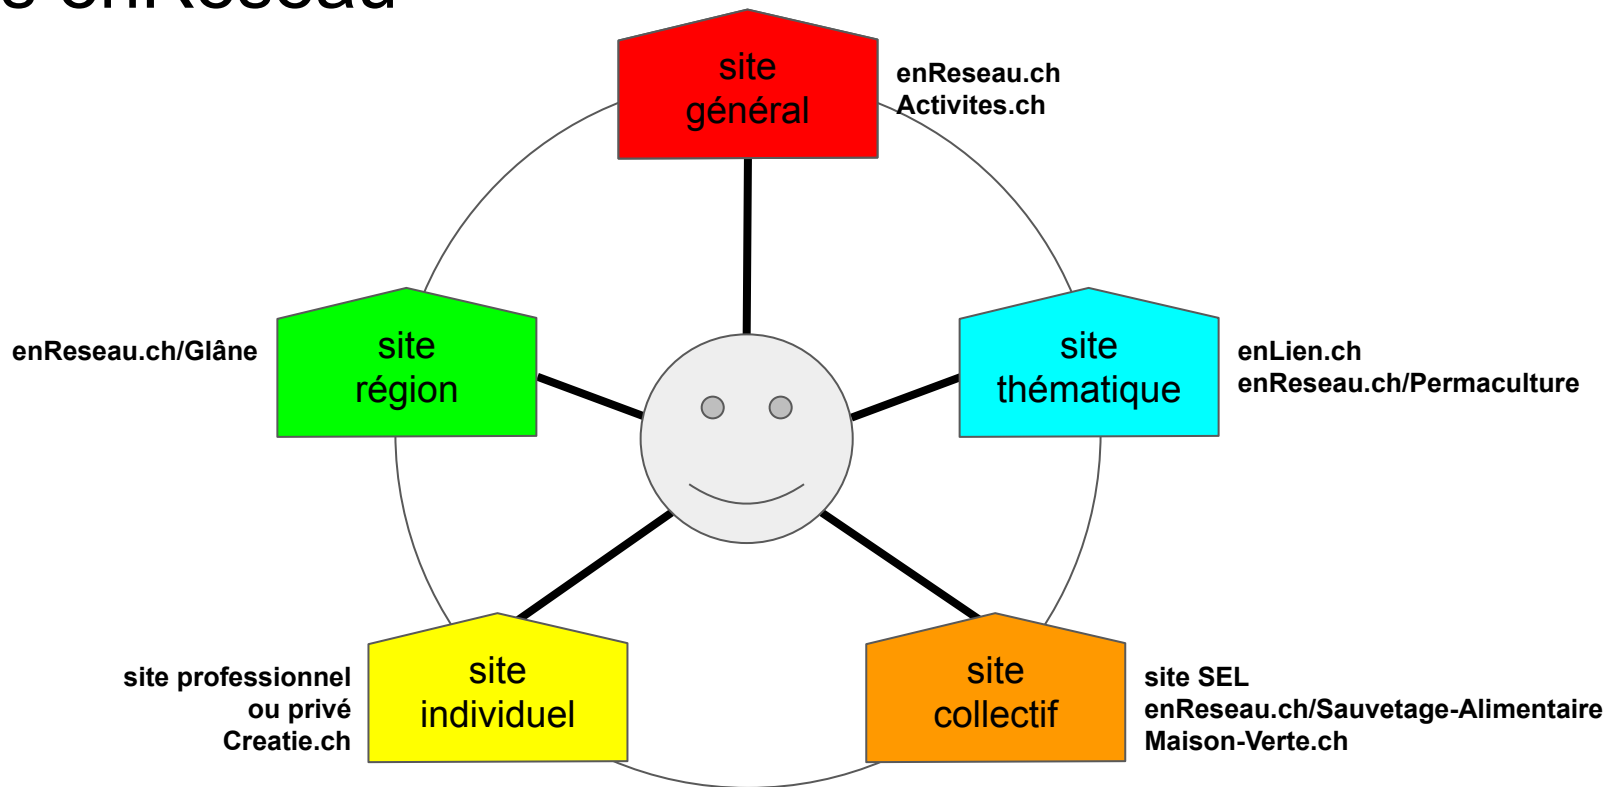 s enReseau
site
général
enReseau.ch
Activites.ch
enReseau.ch/Glâne
site
région
site
thématique
enLien.ch
enReseau.ch/Permaculture
site professionnel
ou privé
Creatie.ch
site
individuel
site
collectif
site SEL
enReseau.ch/Sauvetage-Alimentaire
Maison-Verte.ch